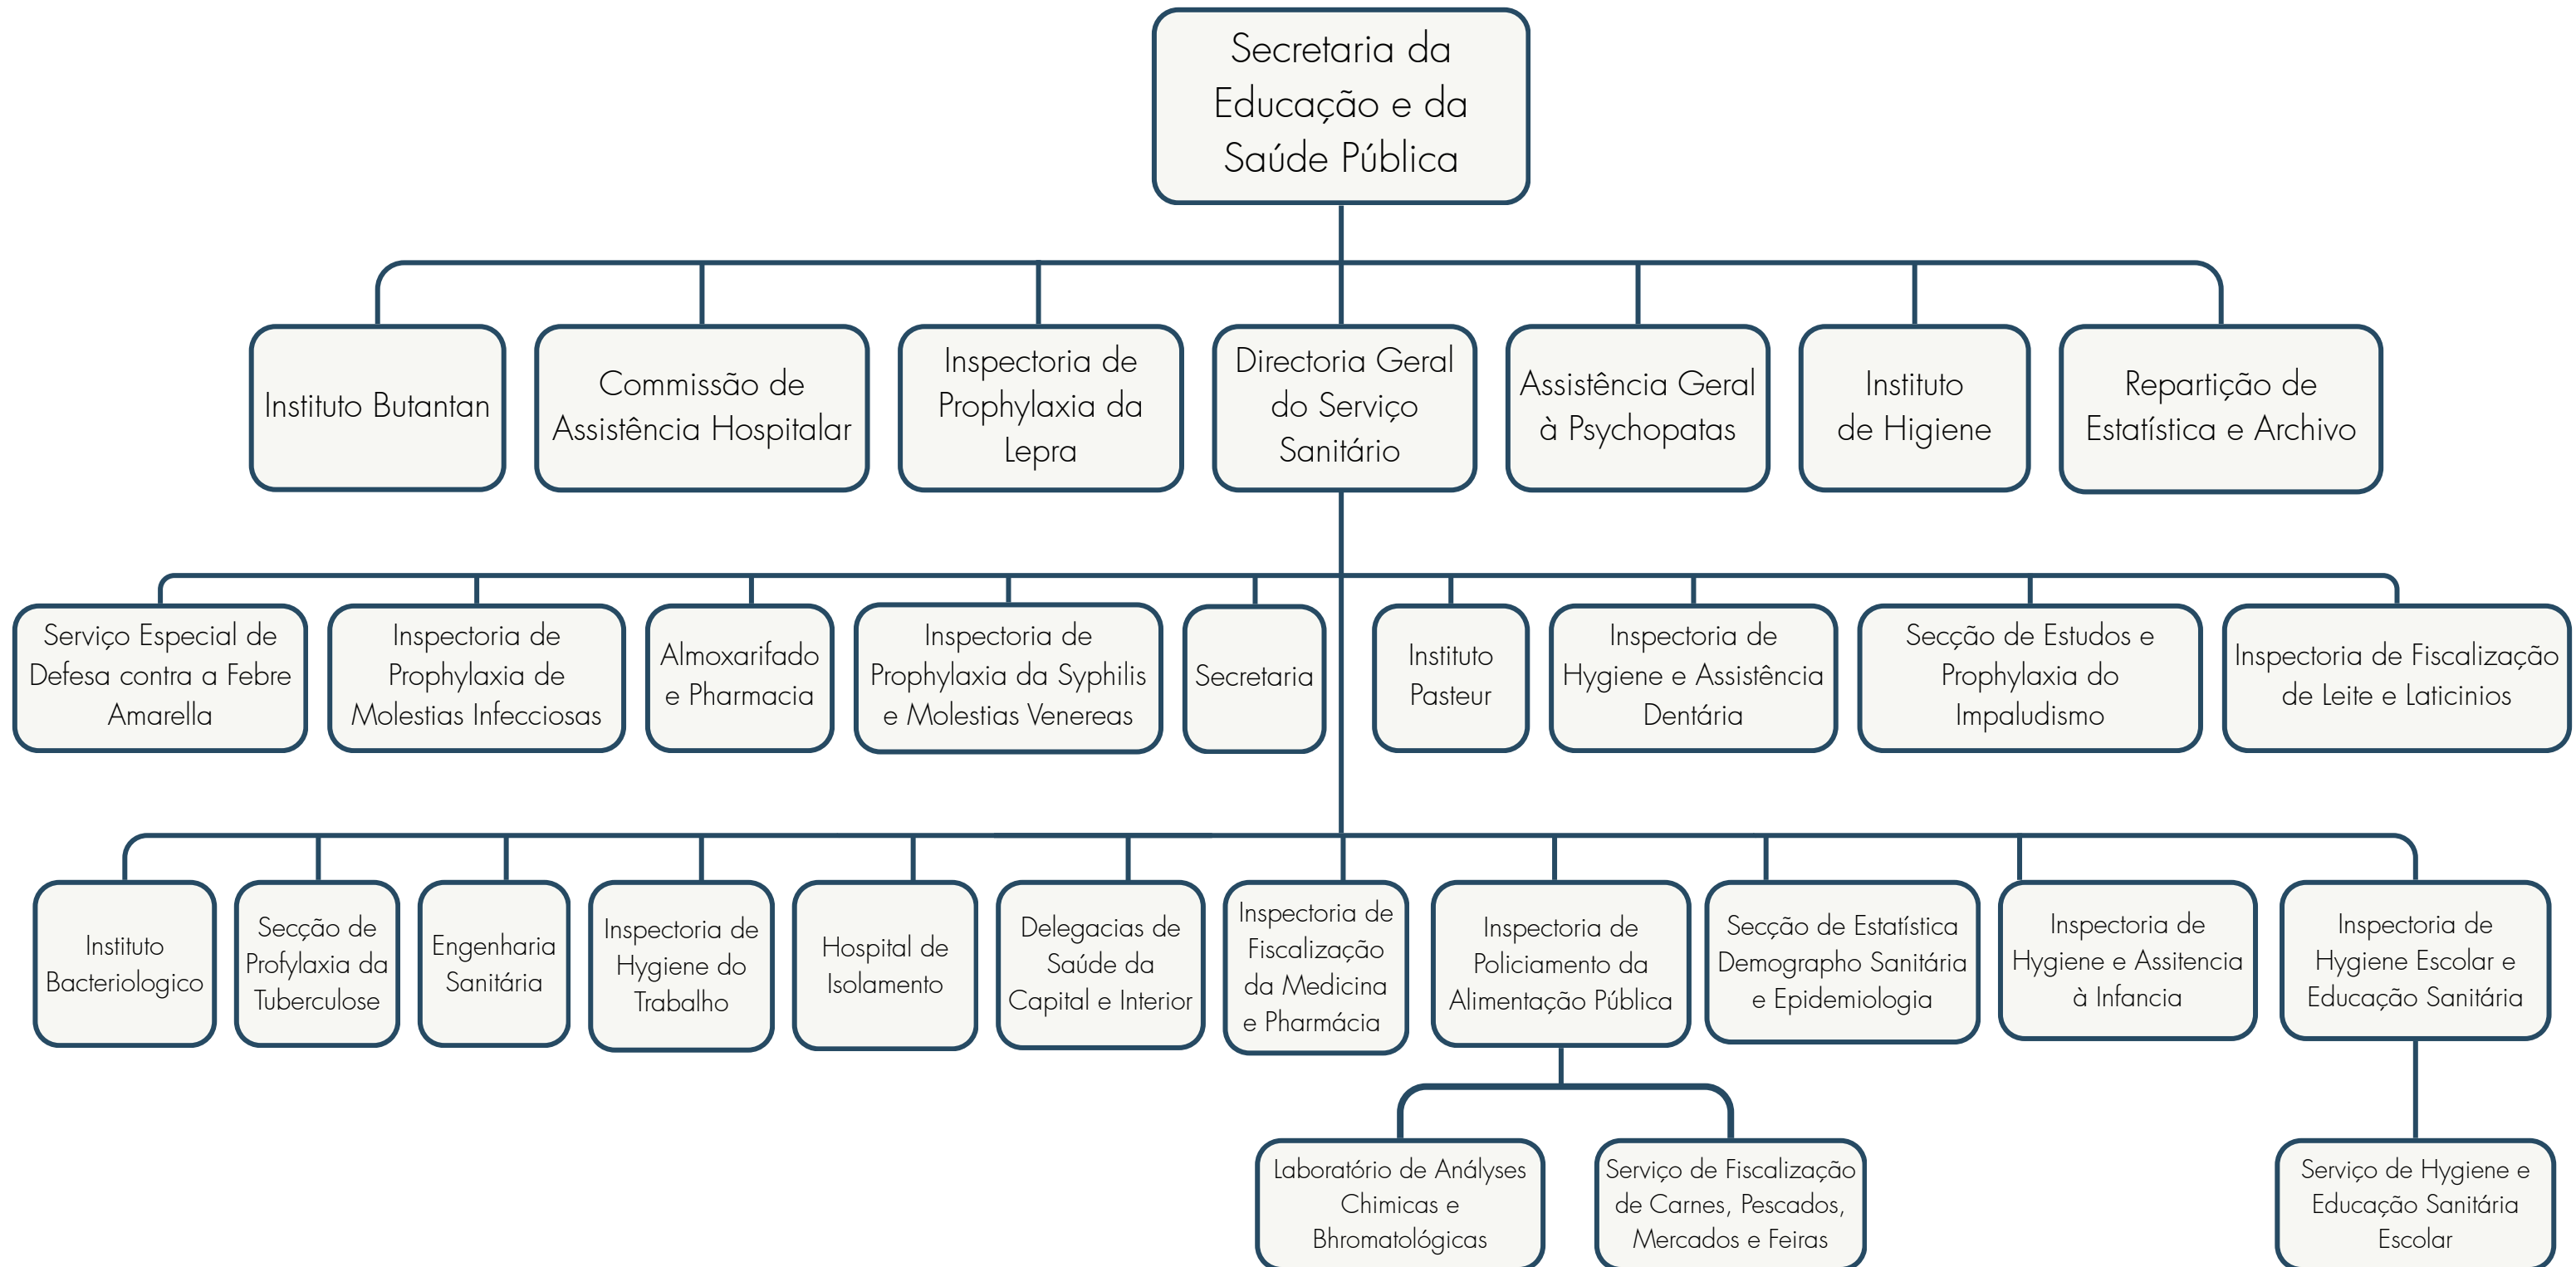 Secretaria da
Educação e da
Saúde Pública
Instituto Butantan
Commissão de
Assistência Hospitalar
Inspectoria de
Prophylaxia da
Lepra
Directoria Geral
do Serviço
Sanitário
Assistência Geral
à Psychopatas
Instituto
de Higiene
Repartição de
Estatística e Archivo
Serviço Especial de
Defesa contra a Febre
Amarella
Inspectoria de
Prophylaxia de
Molestias Infecciosas
Almoxarifado
e Pharmacia
Inspectoria de
Prophylaxia da Syphilis
e Molestias Venereas
Secretaria
Instituto
Pasteur
Inspectoria de
Hygiene e Assistência
Dentária
Secção de Estudos e
Prophylaxia do
Impaludismo
Inspectoria de Fiscalização
de Leite e Laticinios
Instituto
Bacteriologico
Secção de
Profylaxia da
Tuberculose
Engenharia
Sanitária
Inspectoria de
Hygiene do
Trabalho
Hospital de
Isolamento
Delegacias de
Saúde da
Capital e Interior
Inspectoria de
Fiscalização
da Medicina
e Pharmácia
Inspectoria de
Policiamento da
Alimentação Pública
Secção de Estatística
Demographo Sanitária
e Epidemiologia
Inspectoria de
Hygiene e Assitencia
à Infancia
Inspectoria de
Hygiene Escolar e
Educação Sanitária
Laboratório de Anályses
Chimicas e
Bhromatológicas
Serviço de Fiscalização
de Carnes, Pescados,
Mercados e Feiras
Serviço de Hygiene e
Educação Sanitária
Escolar